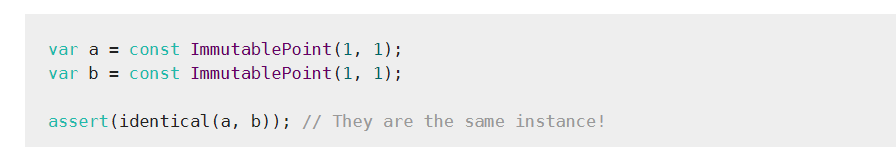 var a = const ImmutablePoint(1, 1);
var b = const ImmutablePoint(1, 1);
assert(identical(a, b)); // They are the same instance!